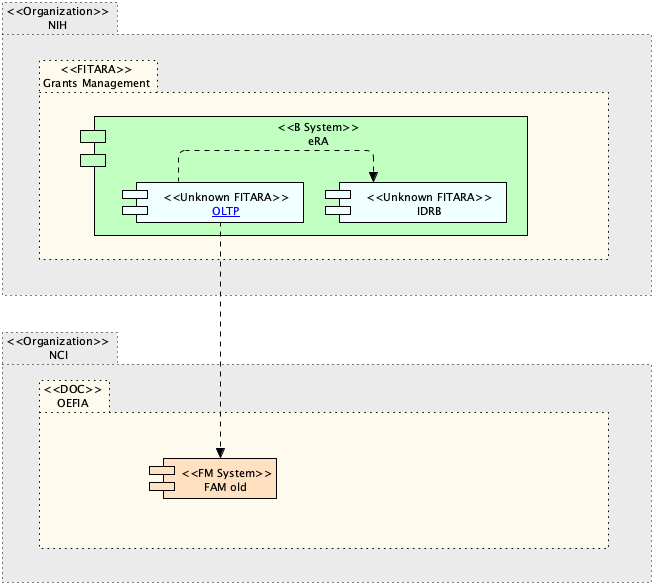 <<Organization>>
NIH
<<FITARA>>
Grants Management
<<B System>>
eRA
<<Unknown FITARA>>
OLTP
<<Unknown FITARA>>
IDRB
<<Organization>>
NCI
<<DOC>>
OEFIA
<<FM System>>
FAM old